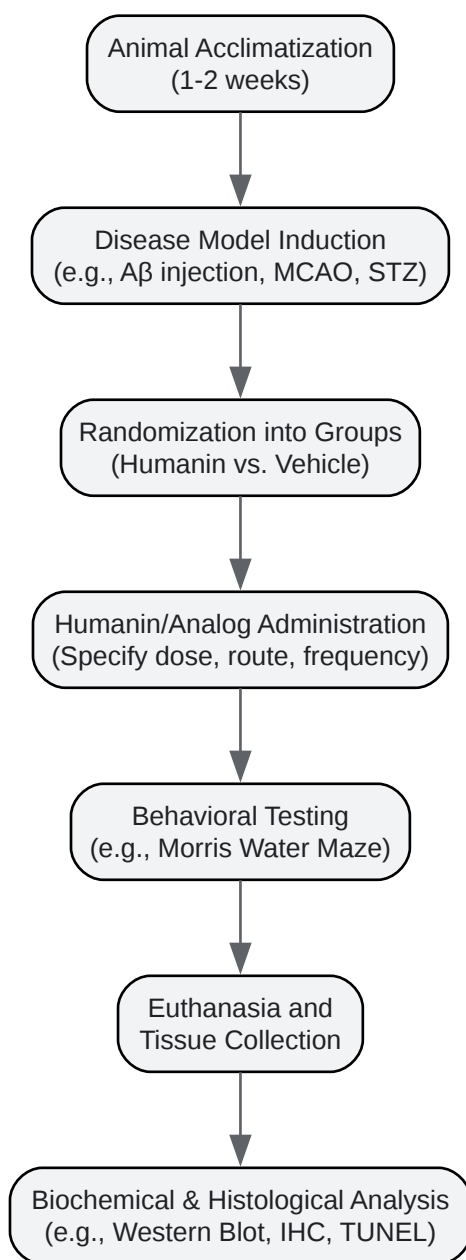 Animal Acclimatization
(1-2 weeks)
Disease Model Induction
(e.g., Aβ injection, MCAO, STZ)
Randomization into Groups
(Humanin vs. Vehicle)
Humanin/Analog Administration
(Specify dose, route, frequency)
Behavioral Testing
(e.g., Morris Water Maze)
Euthanasia and
Tissue Collection
Biochemical & Histological Analysis
(e.g., Western Blot, IHC, TUNEL)